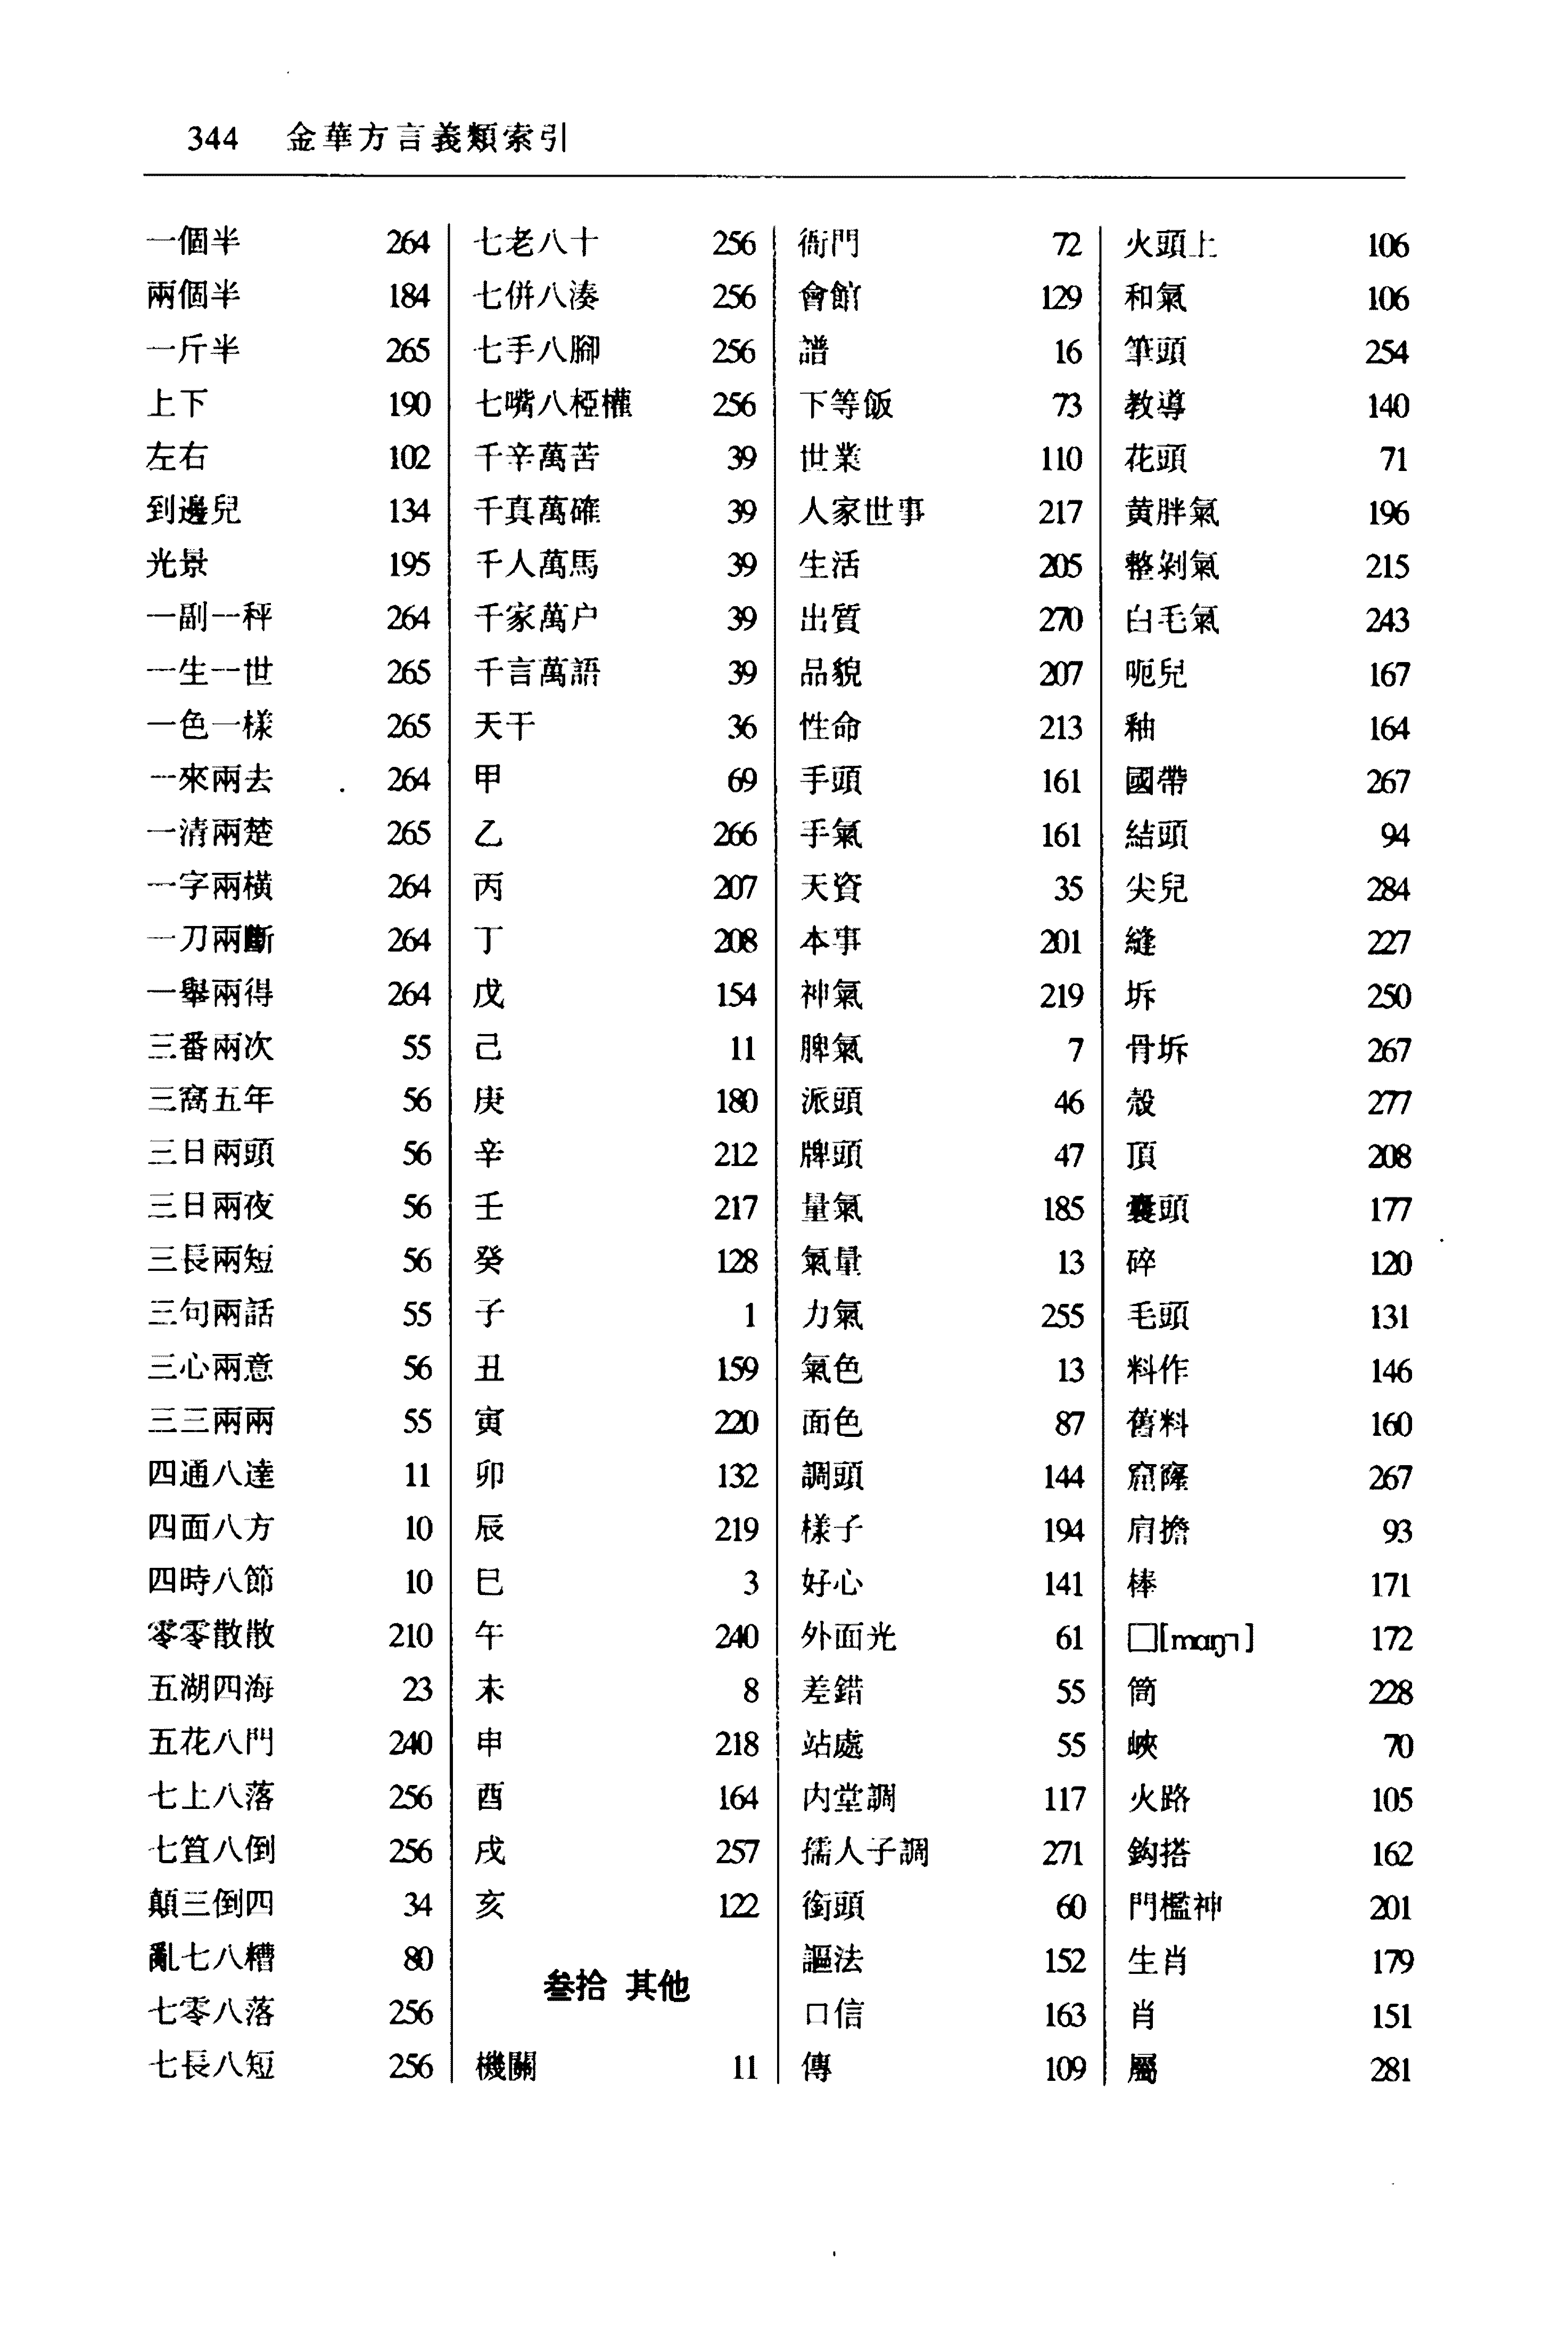 344 金華方言義類索引
一個半 264
兩個半 184
一斤半 265
上下 190
左右 102
到邊兒 134
光景 195
一副一秤 264
一生一世 265
一色一樣 265
一來兩去 264
一清兩楚 265
一字兩橫 264
一刀兩斷 264
一舉兩得 264
三番兩次 55
三窩五年 56
三日兩頭 56
三日兩夜 56
三長兩短 56
三句兩話 55
三心兩意 56
三三兩兩 55
四通八達 11
四面八方 10
四時八節 10
零零散散 210
五湖四海 23
五花八門 240
七上八落 256
七笡八倒 256
顛三倒四 34
亂七八糟 80
七零八落 256
七長八短 256
七老八十 256
七併八湊 256
七手八腳 256
七嘴八椏權 256
千辛萬苦 39
千真萬確 39
千人萬馬 39
千家萬户 39
千言萬語 39
天干 36
甲 69
乙 266
丙 207
丁 208
戊 154
己 11
庚 180
辛 212
壬 217
癸 128
子 1
丑 159
寅 220
卯 132
辰 219
巳 3
午 240
未 8
申 218
酉 164
戌 257
亥 122
叁拾 其他
機關 11
衙門 72
會館 129
譜 16
下等飯 73
世業 110
人家世事 217
生活 205
出質 270
品貌 207
性命 213
手頭 161
手氣 161
天資 35
本事 201
神氣 219
脾氣 7
派頭 46
牌頭 47
量氣 185
氣量 13
力氣 255
氣色 13
面色 87
調頭 144
樣子 194
好心 141
外面光 61
差錯 55
站處 55
内堂調 117
孺人子調 271
銜頭 60
謳法 152
口信 163
傳 109
火頭上 106
和氣 106
筆頭 254
教導 140
花頭 71
黄胖氣 196
整剝氣 215
白毛氣 243
呃兒 167
釉 164
國帶 267
結頭 94
尖兒 284
縫 227
坼 250
骨坼 267
殼 277
頂 208
囊頭 177
碎 120
毛頭 131
料作 146
舊料 160
窟窿 267
肩擔 93
棒 171
□[maŋ˥] 172
筒 228
峽 70
火路 105
鈎搭 162
門檻神 201
生肖 179
肖 151
屬 281